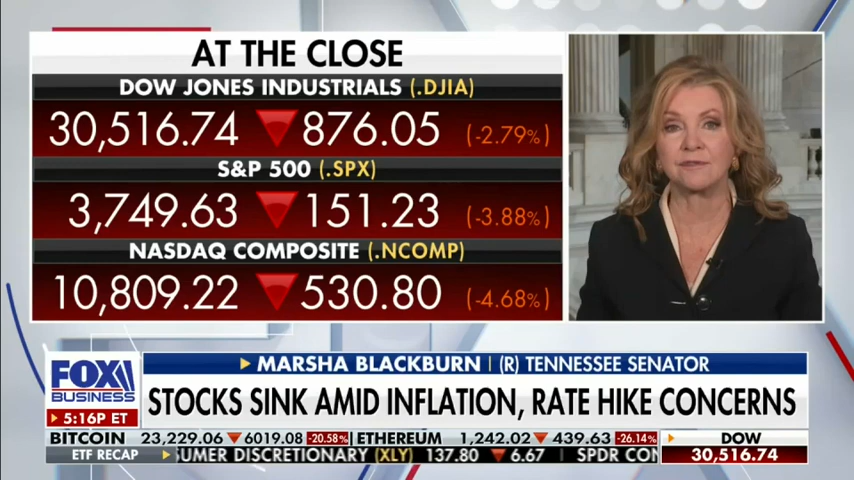 AT THE CLOSE
DOW JONES INDUSTRIALS (.DJIA)
30,516.74 ▼ 876.05 (-2.79%)
S&P 500 (.SPX)
3,749.63 ▼ 151.23 (-3.88%)
NASDAQ COMPOSITE (.NCOMP)
10,809.22 ▼ 530.80 (-4.68%)
FOX
BUSINESS
5:16P ET
MARSHA BLACKBURN | (R) TENNESSEE SENATOR
STOCKS SINK AMID INFLATION, RATE HIKE CONCERNS
BITCOIN 23,229.06 ▼ 6019.08 -20.58% | ETHEREUM 1,242.02 ▼ 439.63 -26.14%
DOW
ETF RECAP
SUMER DISCRETIONARY (XLY) 137.80 ▼ 6.67 / SPDR CON
30,516.74